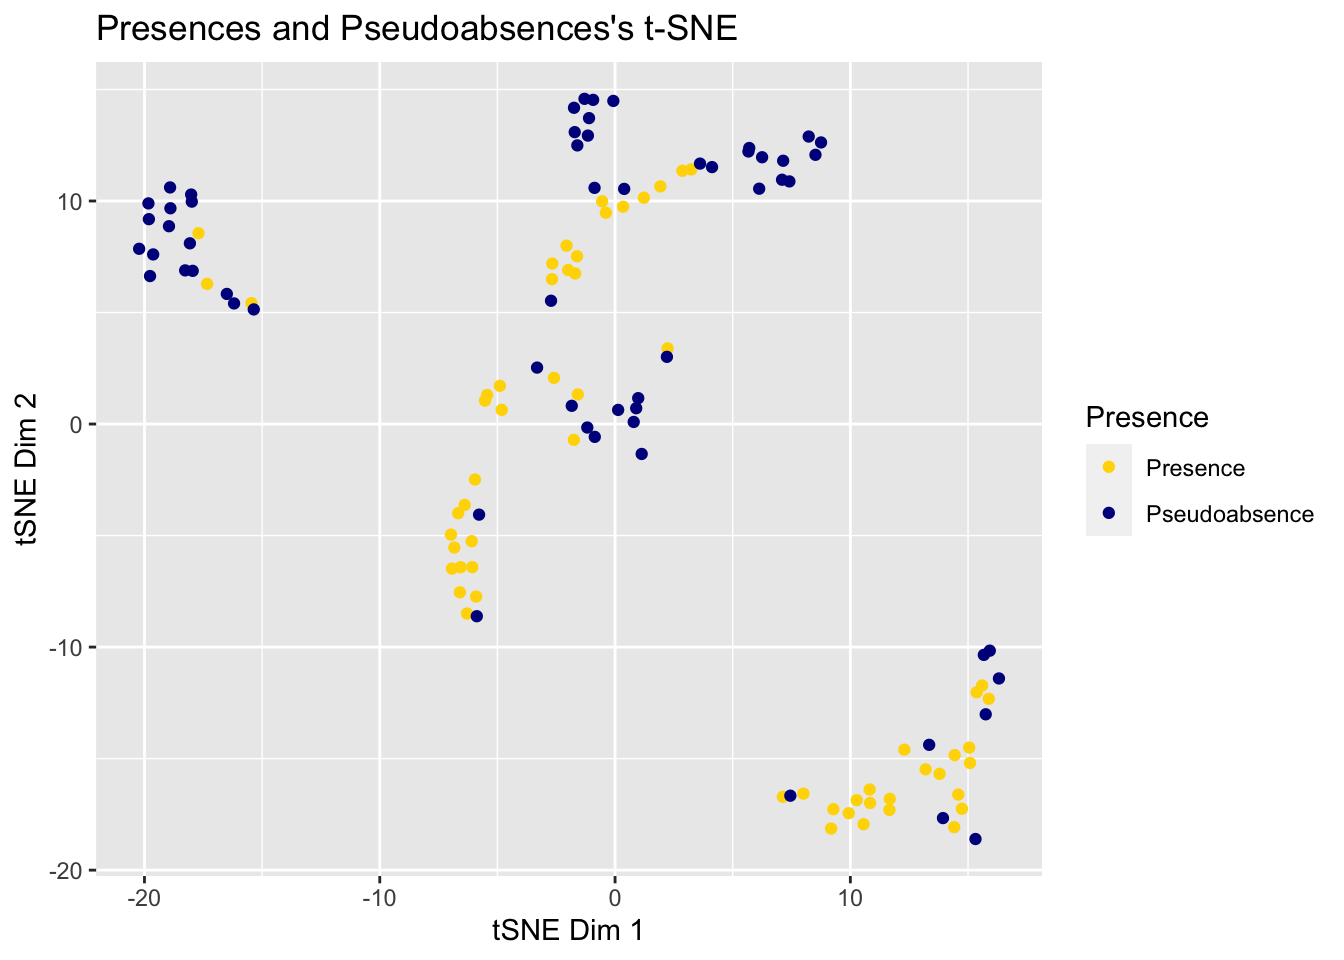 Presences and Pseudoabsences's t-SNE
10
0
-10
-20
tSNE Dim 2
-20
-10
0
10
tSNE Dim 1
Presence
Presence
Pseudoabsence